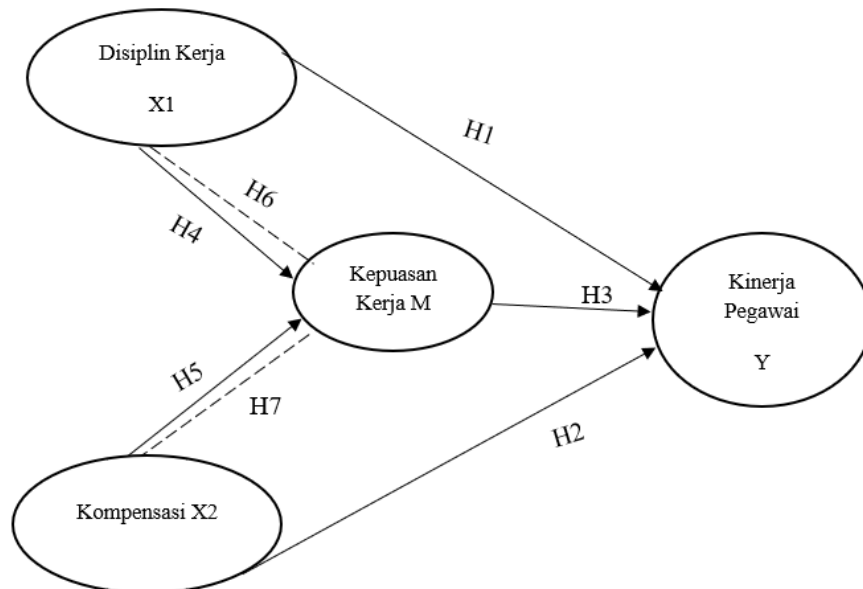 Disiplin Kerja
X1
H1
H6
H4
Kepuasan
Kerja M
H3
Kinerja
Pegawai
Y
H5
H7
H2
Kompensasi X2